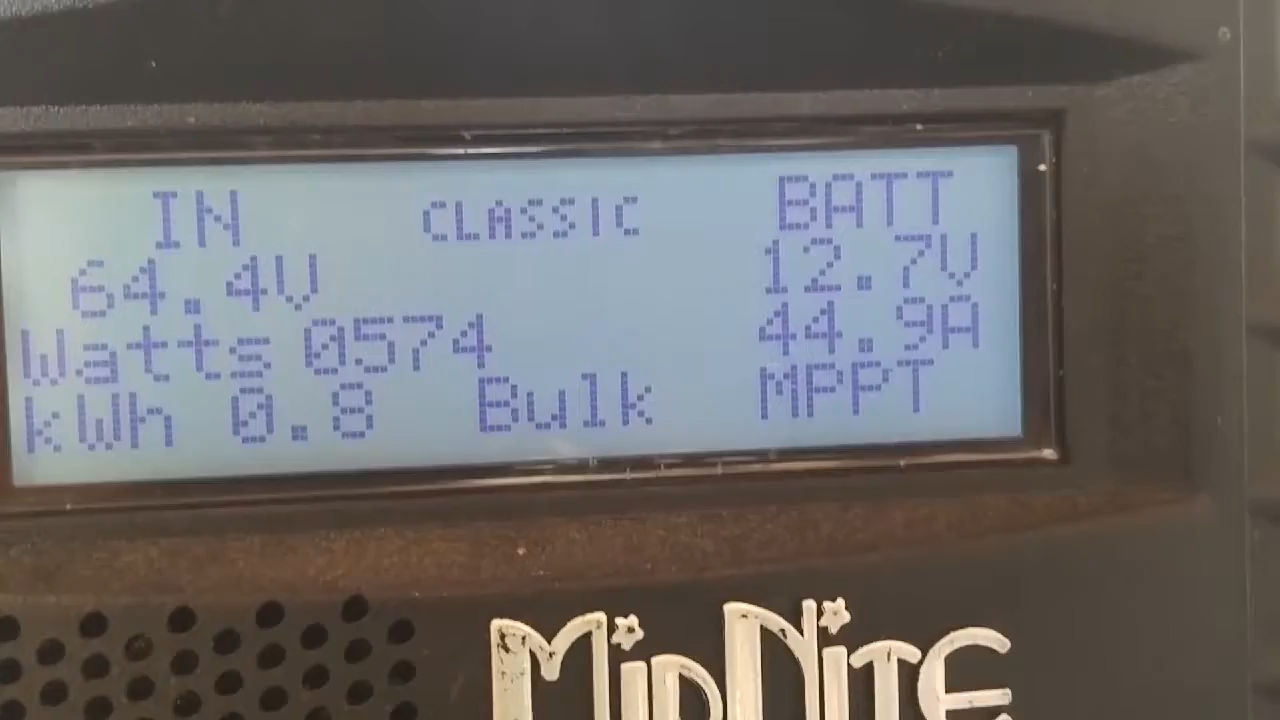 IN CLASSIC BATT
64.4V 12.7V
Watts 0574 44.9A
kWh 0.8 Bulk MPPT
MIDNITE